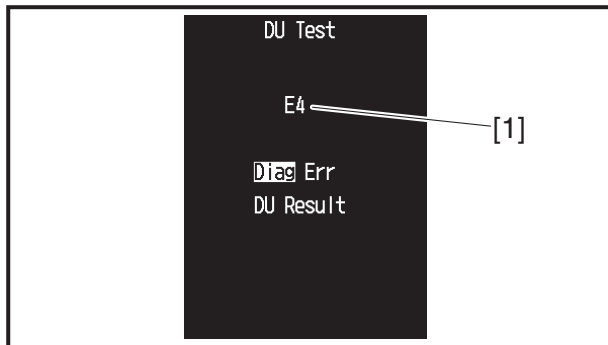 DU Test
E4
[1]
Diag Err
DU Result